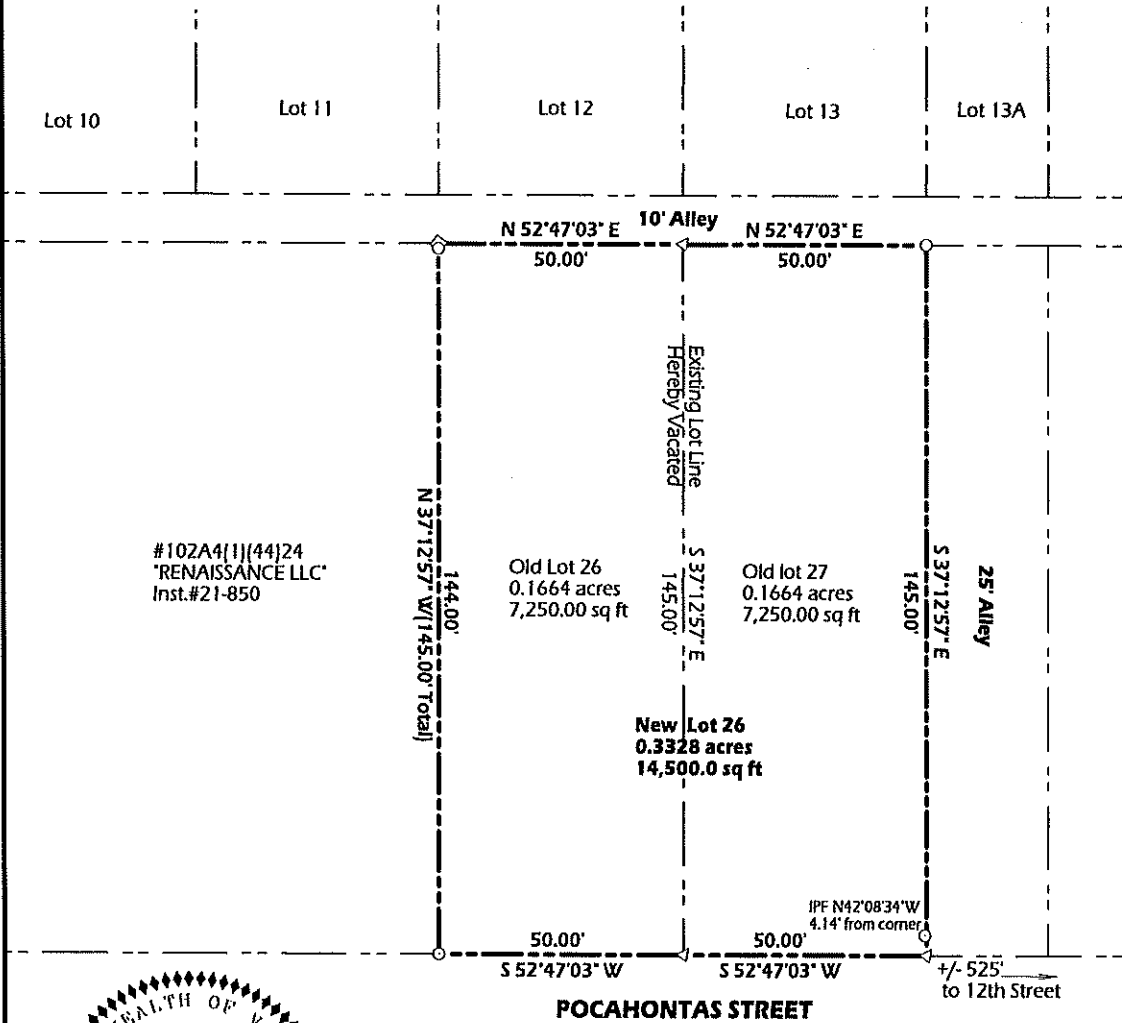 Lot 10
Lot 11
Lot 12
Lot 13
Lot 13A
10' Alley
N 52°47'03" E
50.00'
N 52°47'03" E
50.00'
Existing Lot Line
Hereby Vacated
S 37°12'57" E
145.00'
N 37°12'57" W(145.00' Total)
144.00'
#102A4(1)(44)24
"RENAISSANCE LLC"
Inst.#21-850
Old Lot 26
0.1664 acres
7,250.00 sq ft
Old lot 27
0.1664 acres
7,250.00 sq ft
S 37°12'57" E
145.00'
25' Alley
New Lot 26
0.3328 acres
14,500.0 sq ft
IPF N42°08'34"W
4.14' from corner
50.00'
S 52°47'03" W
50.00'
S 52°47'03" W
+/- 525'
to 12th Street
POCAHONTAS STREET
EALTH OF